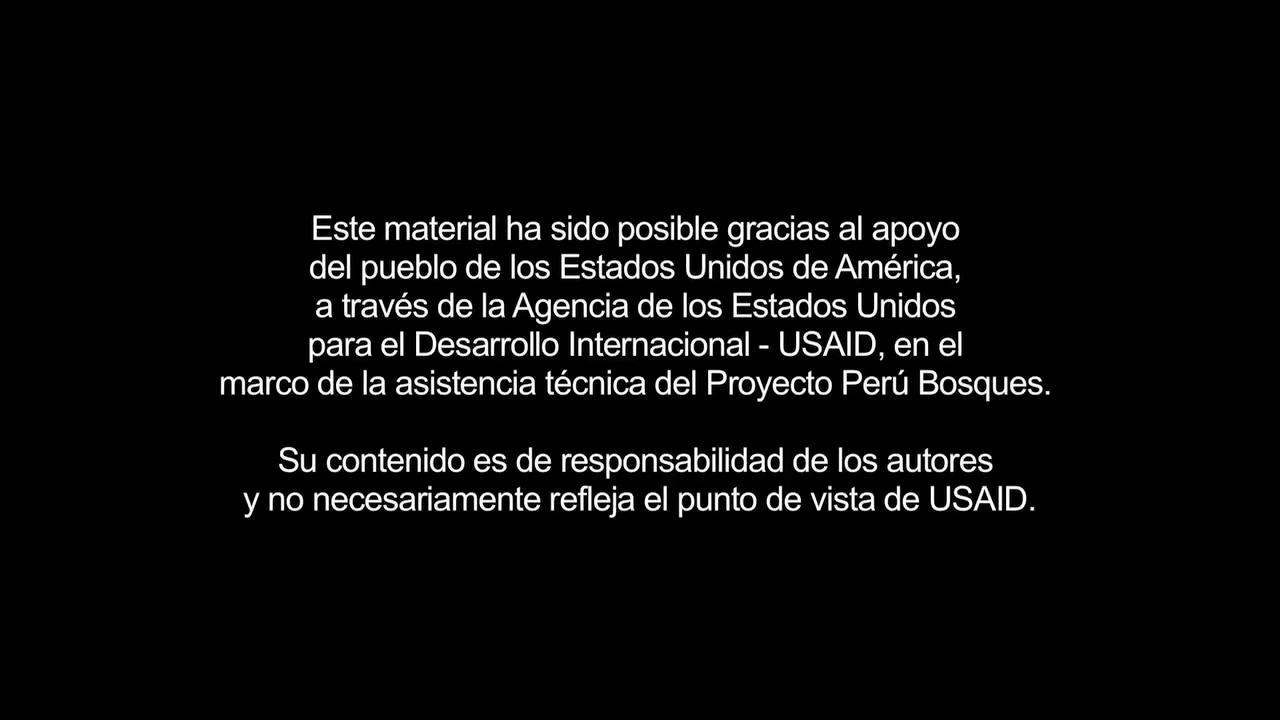 Este material ha sido posible gracias al apoyo
del pueblo de los Estados Unidos de América,
a través de la Agencia de los Estados Unidos
para el Desarrollo Internacional - USAID, en el
marco de la asistencia técnica del Proyecto Perú Bosques.
Su contenido es de responsabilidad de los autores
y no necesariamente refleja el punto de vista de USAID.